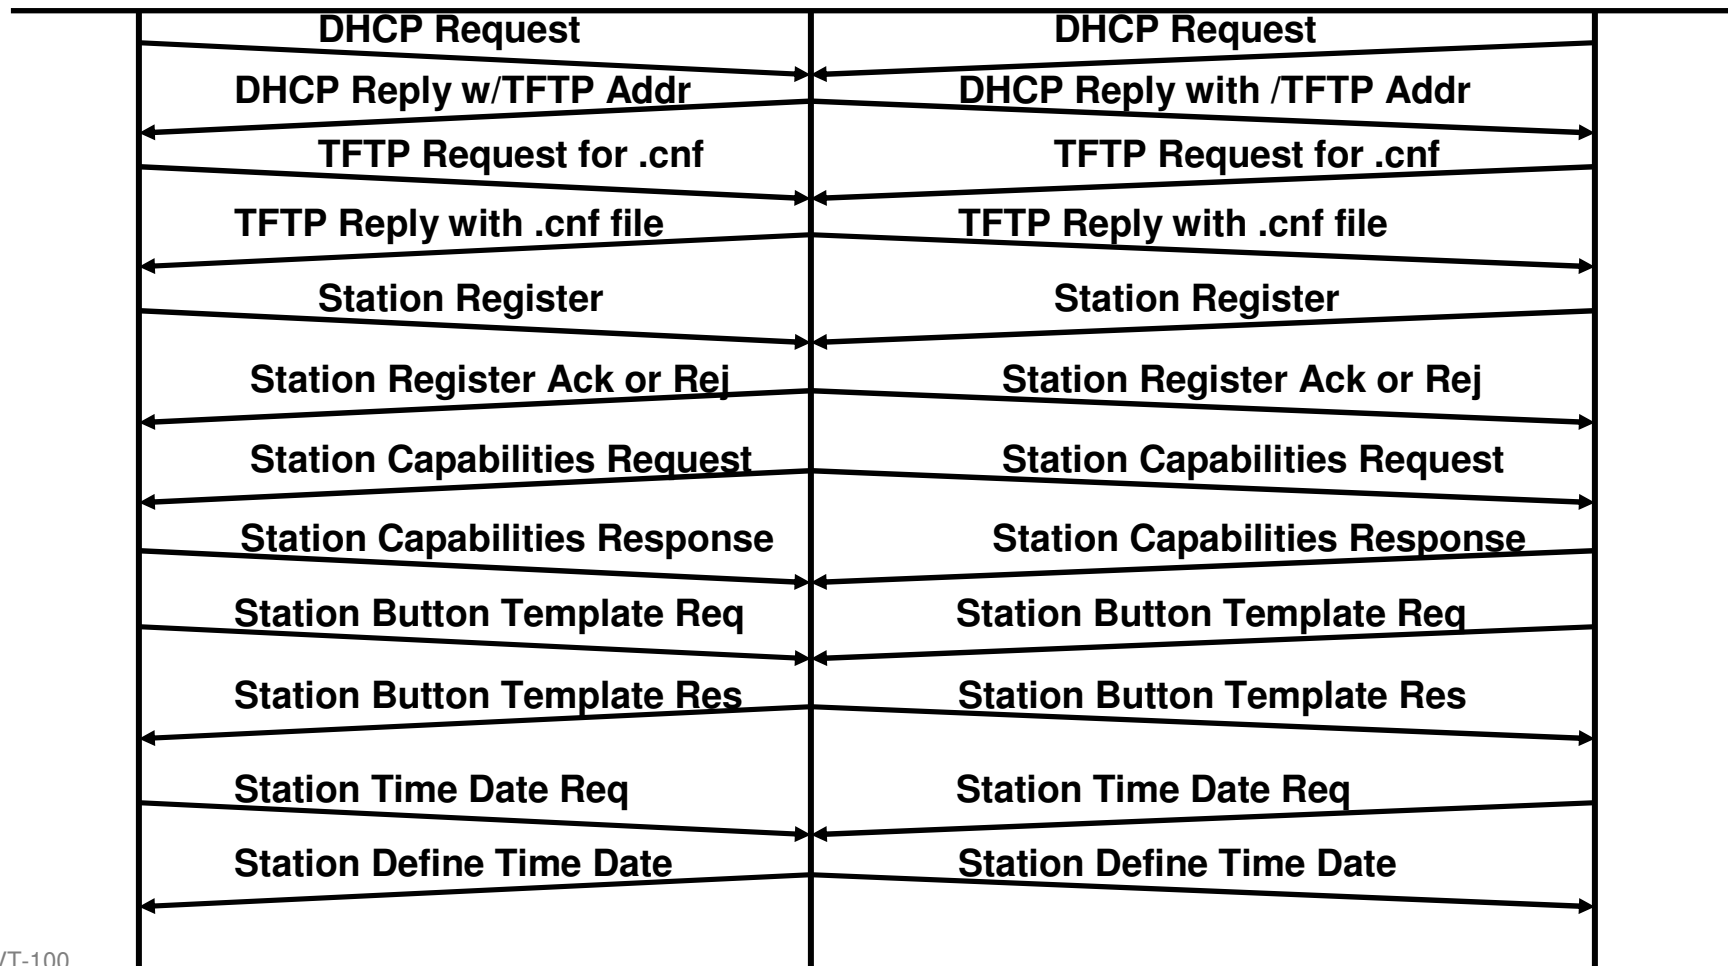 DHCP Request DHCP Request
DHCP Reply w/TFTP Addr DHCP Reply with /TFTP Addr
TFTP Request for .cnf TFTP Request for .cnf
TFTP Reply with .cnf file TFTP Reply with .cnf file
Station Register Station Register
Station Register Ack or Rej Station Register Ack or Rej
Station Capabilities Request Station Capabilities Request
Station Capabilities Response Station Capabilities Response
Station Button Template Req Station Button Template Req
Station Button Template Res Station Button Template Res
Station Time Date Req Station Time Date Req
Station Define Time Date Station Define Time Date
VT-100